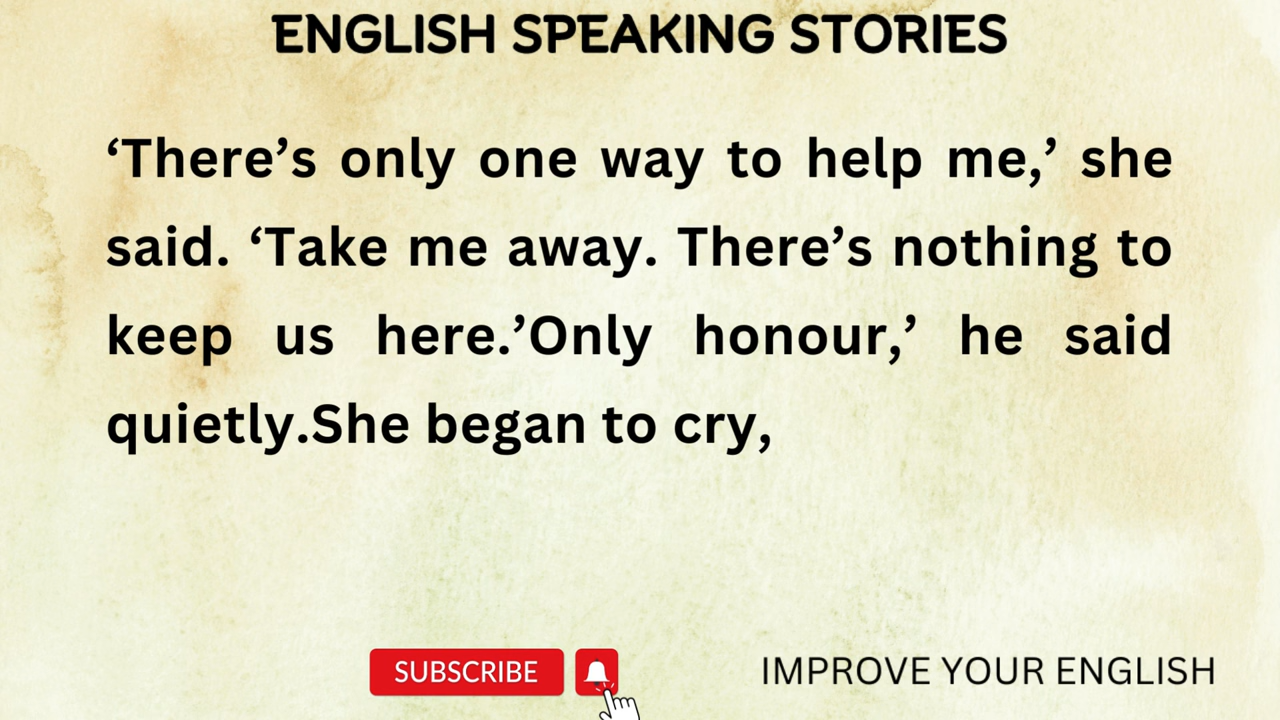 ENGLISH SPEAKING STORIES
‘There’s only one way to help me,’ she
said. ‘Take me away. There’s nothing to
keep us here.’Only honour,’ he said
quietly.She began to cry,
SUBSCRIBE
IMPROVE YOUR ENGLISH